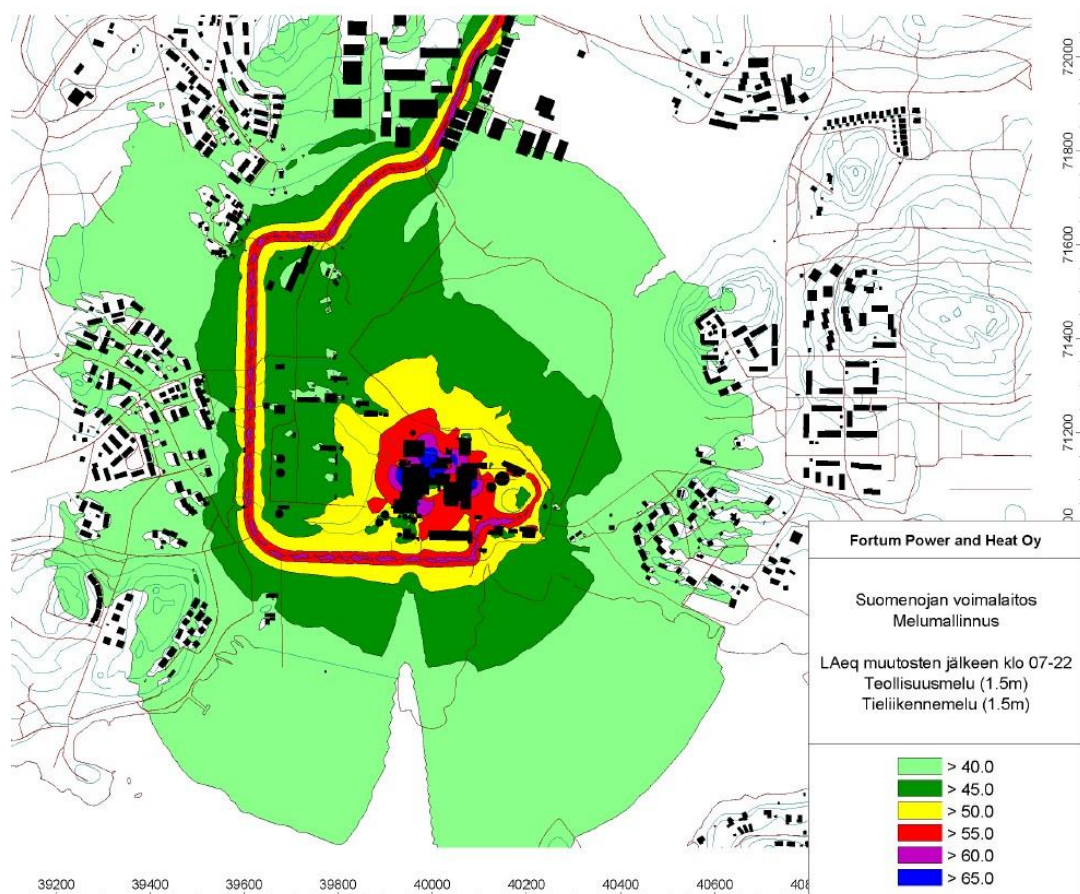 72000
71800
71600
71400
71200
00
Fortum Power and Heat Oy
Suomenojan voimalaitos
Melumallinnus
LAeq muutosten jälkeen klo 07-22
Teollisuusmelu (1.5m)
Tieliikennemelu (1.5m)
> 40.0
> 45.0
> 50.0
> 55.0
> 60.0
> 65.0
39200 39400 39600 39800 40000 40200 40400 40600 408